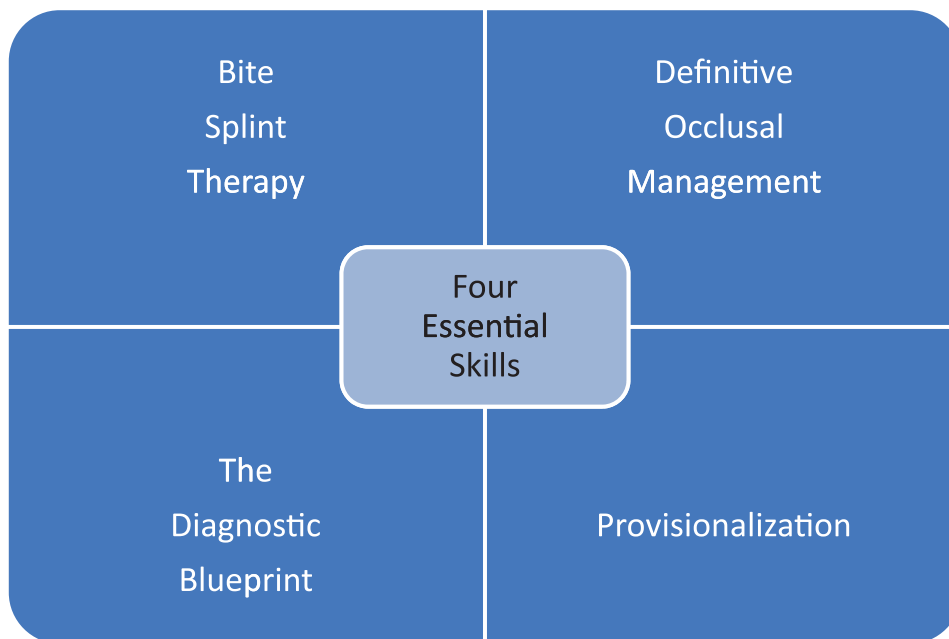 Bite
Splint
Therapy
Definitive
Occlusal
Management
Four
Essential
Skills
The
Diagnostic
Blueprint
Provisionalization